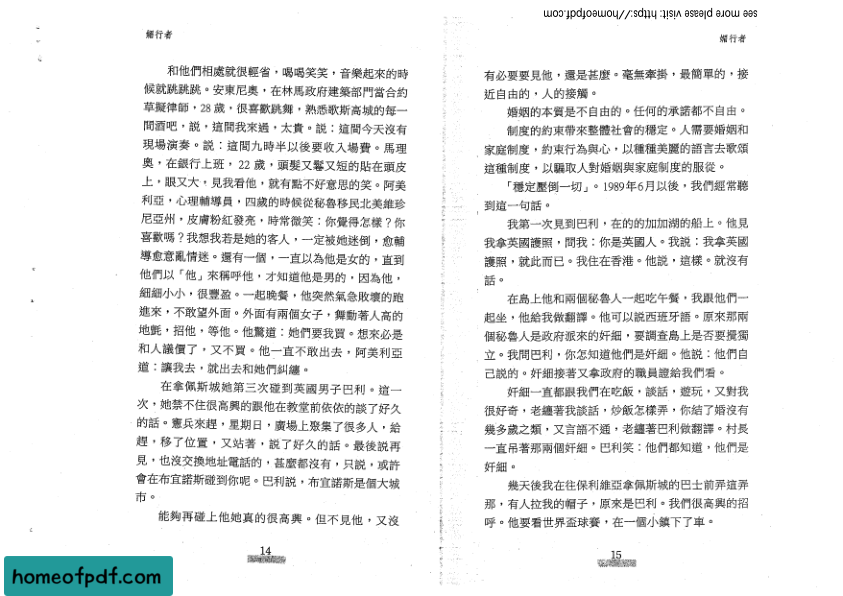 see more please visit: https://homeofpdf.com
媚行者
和他們相處就很輕省，喝喝笑笑，音樂起來的時
候就跳跳跳。安東尼奧，在林馬政府建築部門當合約
草擬律師，28 歲，很喜歡跳舞，熟悉歌斯高城的每一
間酒吧，說，這間我來過，太貴。說：這間今天沒有
現場演奏。說：這間九時半以後要收入場費。馬理
奧，在銀行上班， 22 歲，頭髮又鬈又短的貼在頭皮
上，眼又大，見我看他，就有點不好意思的笑。阿美
利亞，心理輔導員，四歲的時候從秘魯移民北美維珍
尼亞州，皮膚粉紅發亮，時常微笑：你覺得怎樣？你
喜歡嗎？我想我若是她的客人，一定被她迷倒，愈輔
導愈意亂情迷。還有一個，一直以為他是女的，直到
他們以「他」來稱呼他，才知道他是男的，因為他，
細細小小，很豐盈。一起晚餐，他突然氣急敗壞的跑
進來，不敢望外面。外面有兩個女子，舞動著人高的
地氈，招他，等他。他驚道：她們要我買。想來必是
和人議價了，又不買。他一直不敢出去，阿美利亞
道：讓我去，就出去和她們糾纏。
在拿佩斯城她第三次碰到英國男子巴利。這一
次，她禁不住很高興的跟他在教堂前依依的談了好久
的話。憲兵來趕，星期日，廣場上聚集了很多人，給
趕，移了位置，又站著，說了好久的話。最後說再
見，也沒交換地址電話的，甚麼都沒有，只說，或許
會在布宜諾斯碰到你呢。巴利說，布宜諾斯是個大城
市。
能夠再碰上他她真的很高興。但不見他，又沒
14
媚行者
有必要要見他，還是甚麼。毫無牽掛，最簡單的，接
近自由的，人的接觸。
婚姻的本質是不自由的。任何的承諾都不自由。
制度的約束帶來整體社會的穩定。人需要婚姻和
家庭制度，約束行為與心，以種種美麗的語言去歌頌
這種制度，以騙取人對婚姻與家庭制度的服從。
「穩定壓倒一切」。1989年6月以後，我們經常聽
到這一句話。
我第一次見到巴利，在的的加加湖的船上。他見
我拿英國護照，問我：你是英國人。我說：我拿英國
護照，就此而已。我住在香港。他說，這樣。就沒有
話。
在島上他和兩個秘魯人一起吃午餐，我跟他們一
起坐，他給我做翻譯。他可以說西班牙語。原來那兩
個秘魯人是政府派來的奸細，要調查島上是否要攪獨
立。我問巴利，你怎知道他們是奸細。他說：他們自
己說的。奸細接著又拿政府的職員證給我們看。
奸細一直都跟我們在吃飯，談話，遊玩，又對我
很好奇，老纏著我談話，炒飯怎樣弄，你結了婚沒有
幾多歲之類，又言語不通，老纏著巴利做翻譯。村長
一直吊著那兩個奸細。巴利笑：他們都知道，他們是
奸細。
幾天後我在往保利維亞拿佩斯城的巴士前弄這弄
那，有人拉我的帽子，原來是巴利。我們很高興的招
呼。他要看世界盃球賽，在一個小鎮下了車。
15
homeofpdf.com